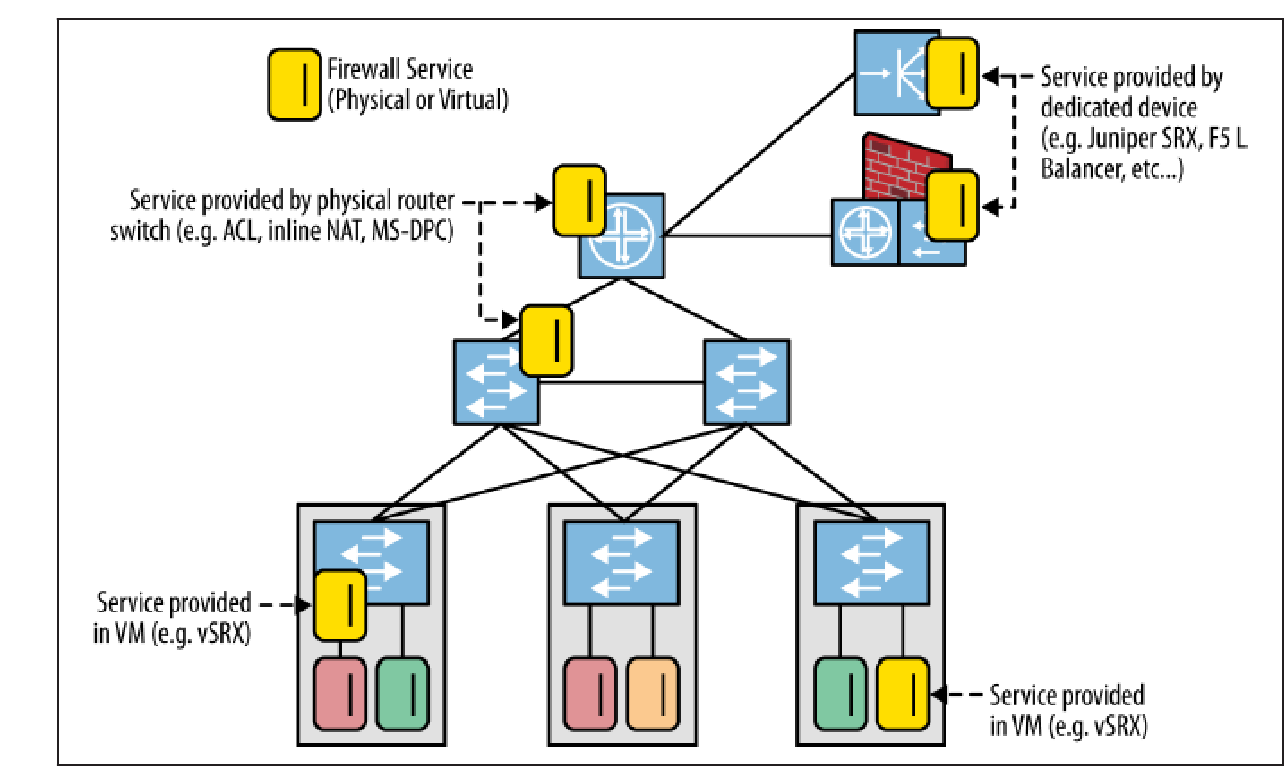 Firewall Service
(Physical or Virtual)
Service provided by
dedicated device
(e.g. Juniper SRX, F5 L
Balancer, etc...)
Service provided by physical router
switch (e.g. ACL, inline NAT, MS-DPC)
Service provided
in VM (e.g. vSRX)
Service provided
in VM (e.g. vSRX)